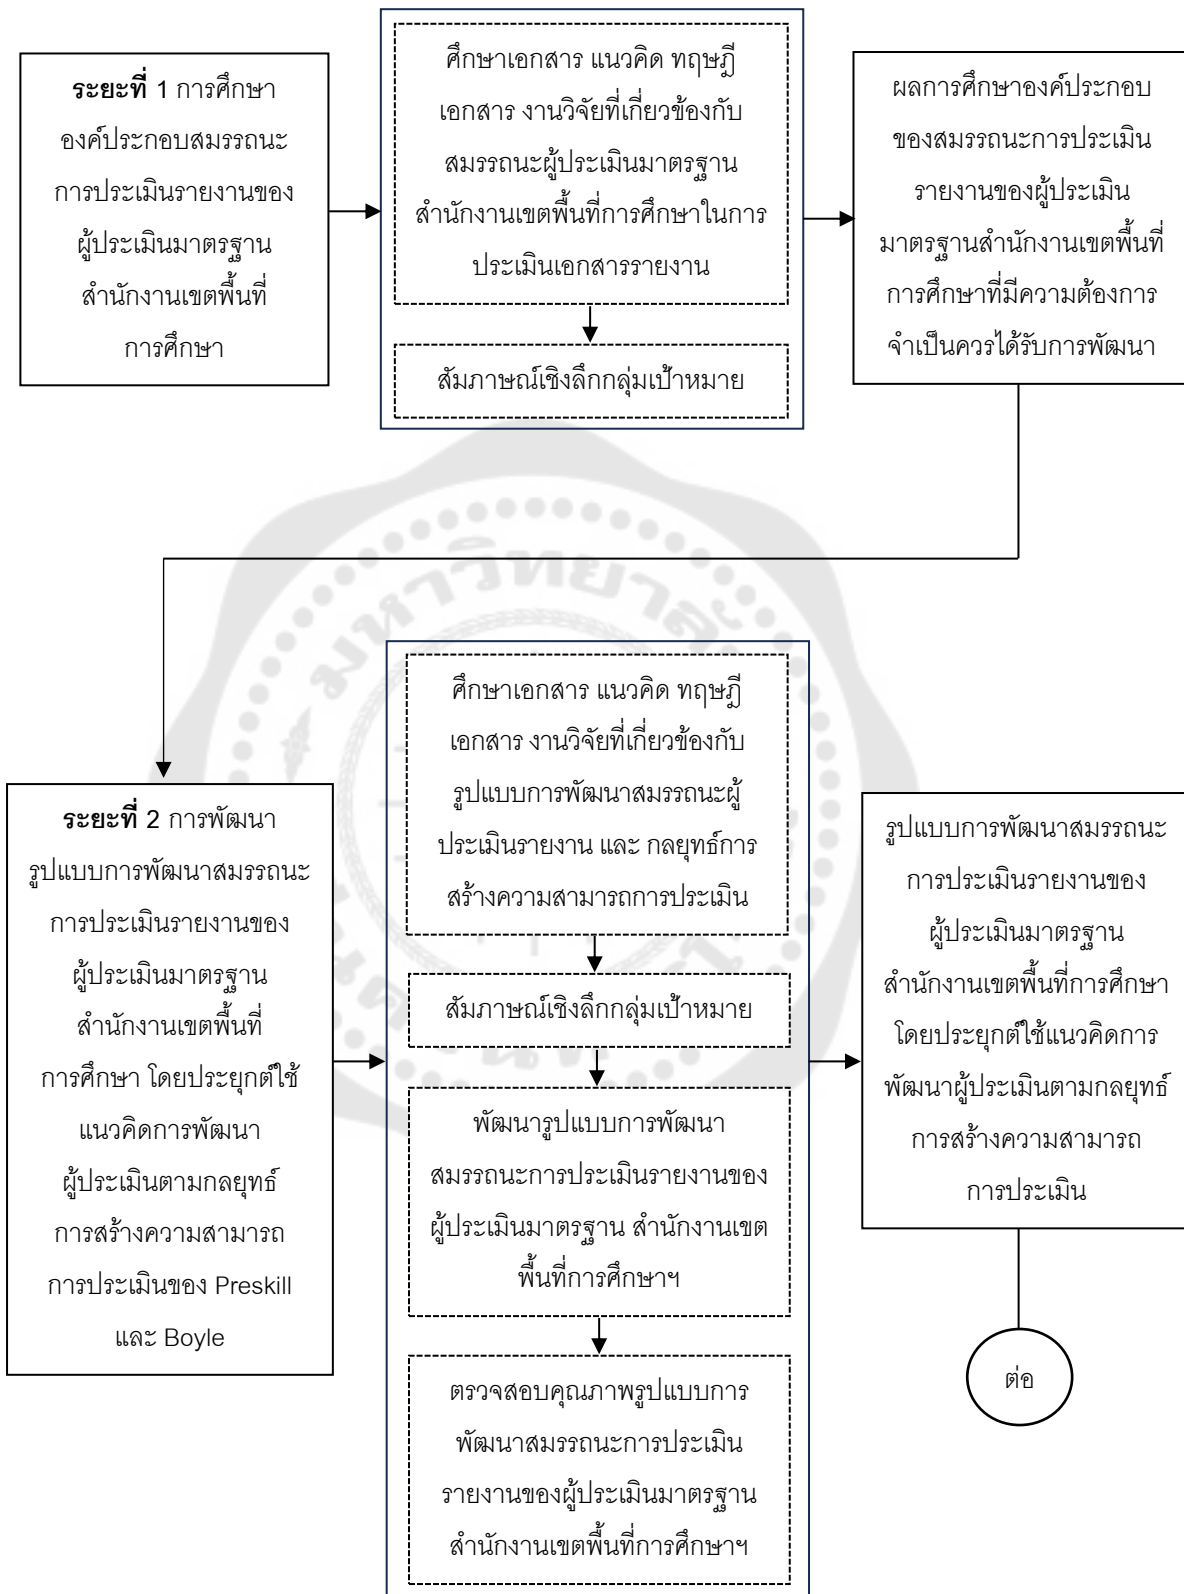 ระยะที่ 1 การศึกษา
องค์ประกอบสมรรถนะ
การประเมินรายงานของ
ผู้ประเมินมาตรฐาน
สำนักงานเขตพื้นที่
การศึกษา
ศึกษาเอกสาร แนวคิด ทฤษฎี
เอกสาร งานวิจัยที่เกี่ยวข้องกับ
สมรรถนะผู้ประเมินมาตรฐาน
สำนักงานเขตพื้นที่การศึกษาในการ
ประเมินเอกสารรายงาน
สัมภาษณ์เชิงลึกกลุ่มเป้าหมาย
ผลการศึกษาองค์ประกอบ
ของสมรรถนะการประเมิน
รายงานของผู้ประเมิน
มาตรฐานสำนักงานเขตพื้นที่
การศึกษาที่มีความต้องการ
จำเป็นควรได้รับการพัฒนา
มหาวิทยาลัย
ระยะที่ 2 การพัฒนา
รูปแบบการพัฒนาสมรรถนะ
การประเมินรายงานของ
ผู้ประเมินมาตรฐาน
สำนักงานเขตพื้นที่
การศึกษา โดยประยุกต์ใช้
แนวคิดการพัฒนา
ผู้ประเมินตามกลยุทธ์
การสร้างความสามารถ
การประเมินของ Preskill
และ Boyle
ศึกษาเอกสาร แนวคิด ทฤษฎี
เอกสาร งานวิจัยที่เกี่ยวข้องกับ
รูปแบบการพัฒนาสมรรถนะผู้
ประเมินรายงาน และ กลยุทธ์การ
สร้างความสามารถการประเมิน
สัมภาษณ์เชิงลึกกลุ่มเป้าหมาย
พัฒนารูปแบบการพัฒนา
สมรรถนะการประเมินรายงานของ
ผู้ประเมินมาตรฐาน สำนักงานเขต
พื้นที่การศึกษาฯ
ตรวจสอบคุณภาพรูปแบบการ
พัฒนาสมรรถนะการประเมิน
รายงานของผู้ประเมินมาตรฐาน
สำนักงานเขตพื้นที่การศึกษาฯ
รูปแบบการพัฒนาสมรรถนะ
การประเมินรายงานของ
ผู้ประเมินมาตรฐาน
สำนักงานเขตพื้นที่การศึกษา
โดยประยุกต์ใช้แนวคิดการ
พัฒนาผู้ประเมินตามกลยุทธ์
การสร้างความสามารถ
การประเมิน
ต่อ